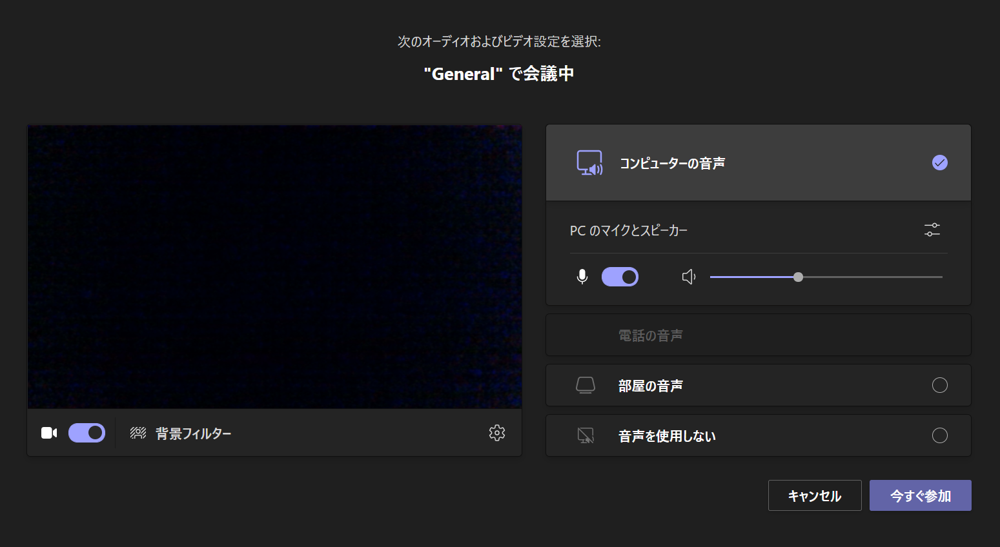 次のオーディオおよびビデオ設定を選択:
"General" で会議中
コンピューターの音声
PC のマイクとスピーカー
電話の音声
部屋の音声
背景フィルター
音声を使用しない
キャンセル
今すぐ参加